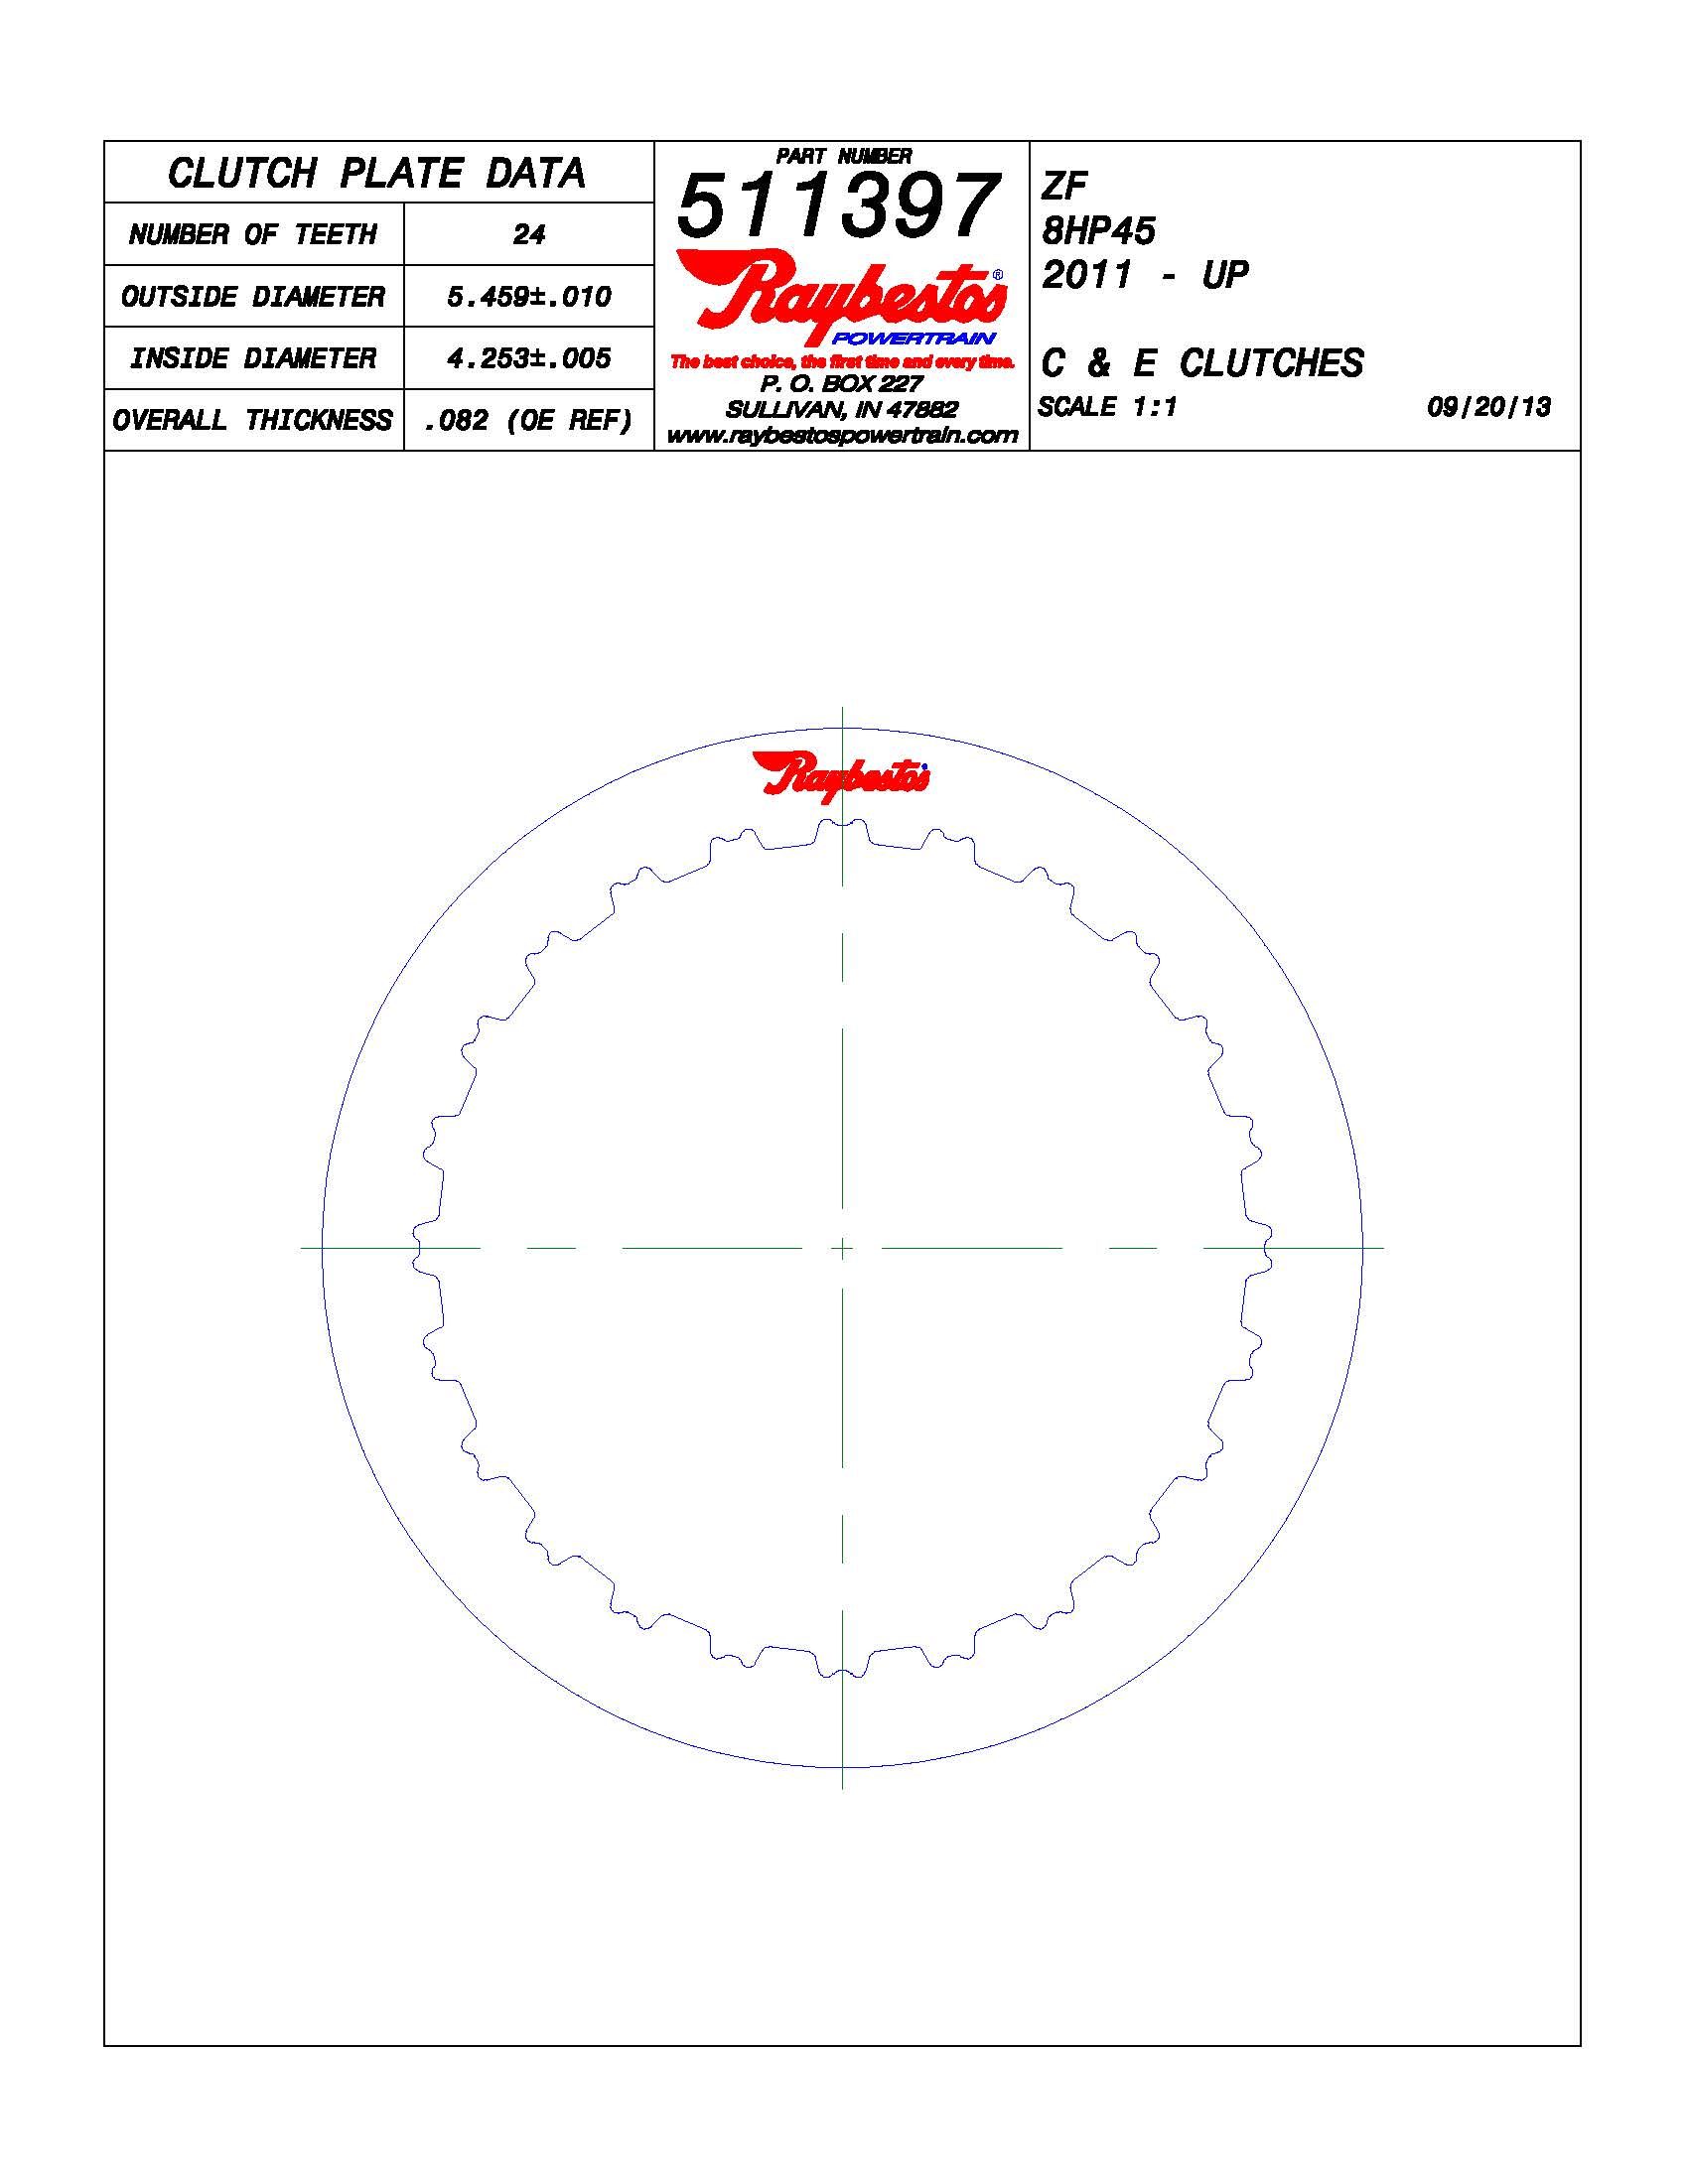 CLUTCH PLATE DATA
NUMBER OF TEETH 24
OUTSIDE DIAMETER 5.459±.010
INSIDE DIAMETER 4.253±.005
OVERALL THICKNESS .082 (OE REF)
PART NUMBER
511397
Raybestos®
POWERTRAIN
The best choice, the first time and every time.
P. O. BOX 227
SULLIVAN, IN 47882
www.raybestospowertrain.com
ZF
8HP45
2011 - UP
C & E CLUTCHES
SCALE 1:1 09/20/13
Raybestos